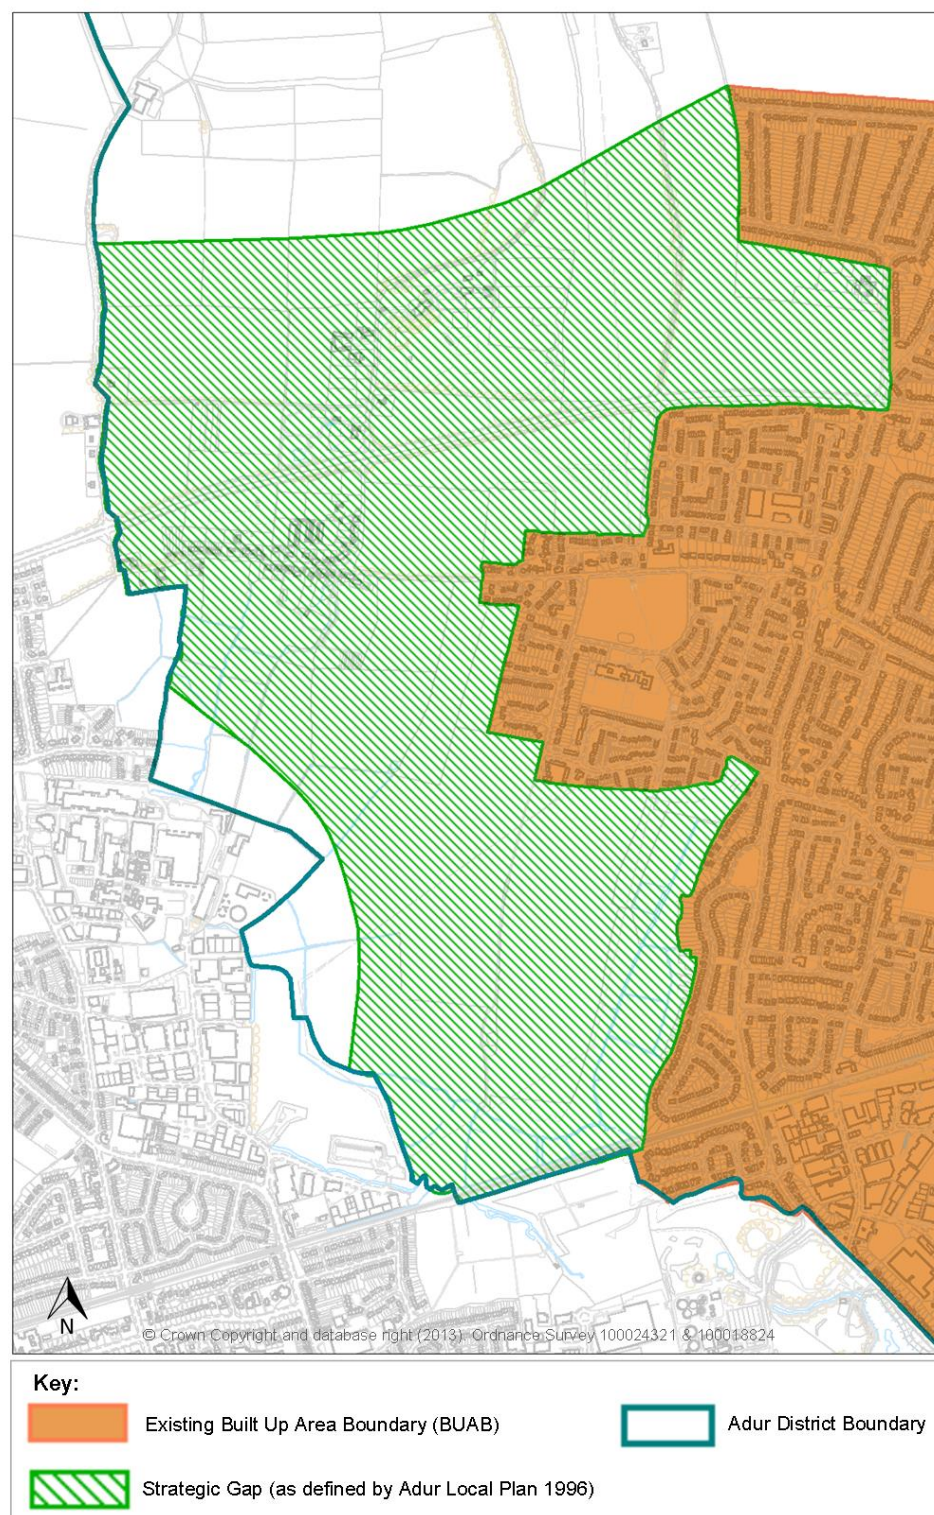 N
© Crown Copyright and database right (2013). Ordnance Survey 100024321 & 100018824
Key:
Existing Built Up Area Boundary (BUAB)
Adur District Boundary
Strategic Gap (as defined by Adur Local Plan 1996)